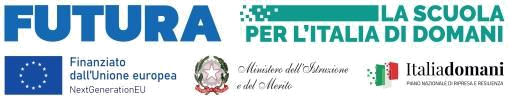 FUTURA
LA SCUOLA
PER L'ITALIA DI DOMANI
Finanziato
dall'Unione europea
NextGenerationEU
Ministero dell'Istruzione
e del Merito
Italiadomani
PIANO NAZIONALE DI RIPRESA E RESILIENZA